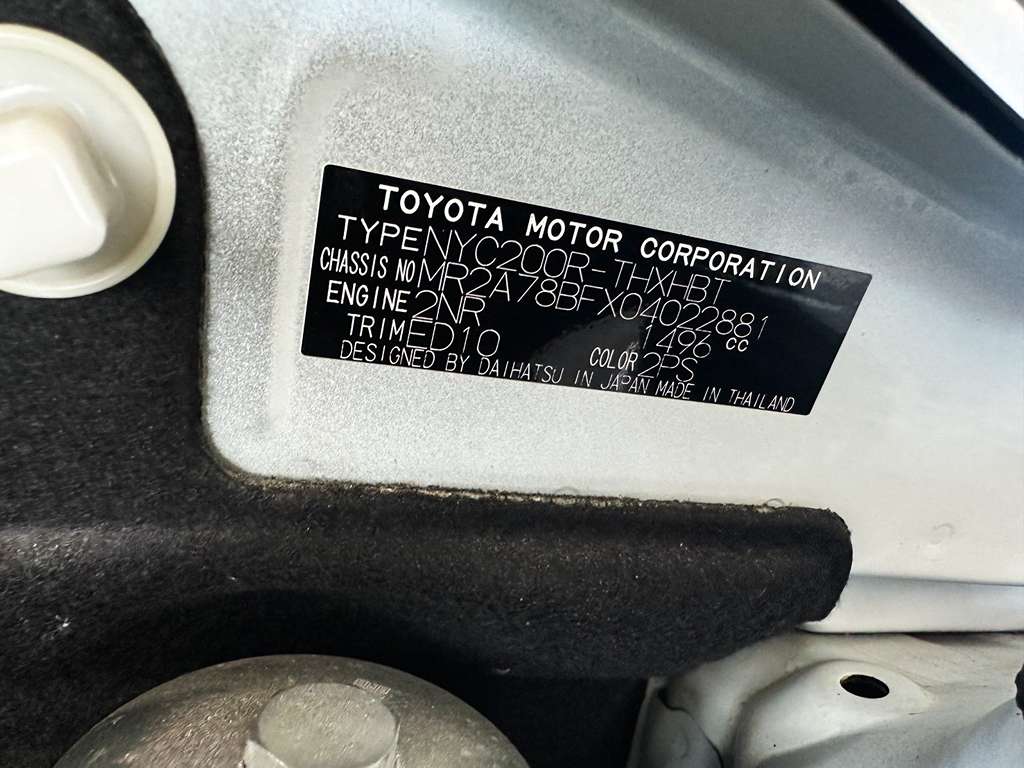 TOYOTA MOTOR CORPORATION
TYPE NYC200R-THXHBT
CHASSIS NO MR2A78BFX04022881
ENGINE 2NR 1496 CC
TRIM ED10 COLOR 2PS
DESIGNED BY DAIHATSU IN JAPAN MADE IN THAILAND